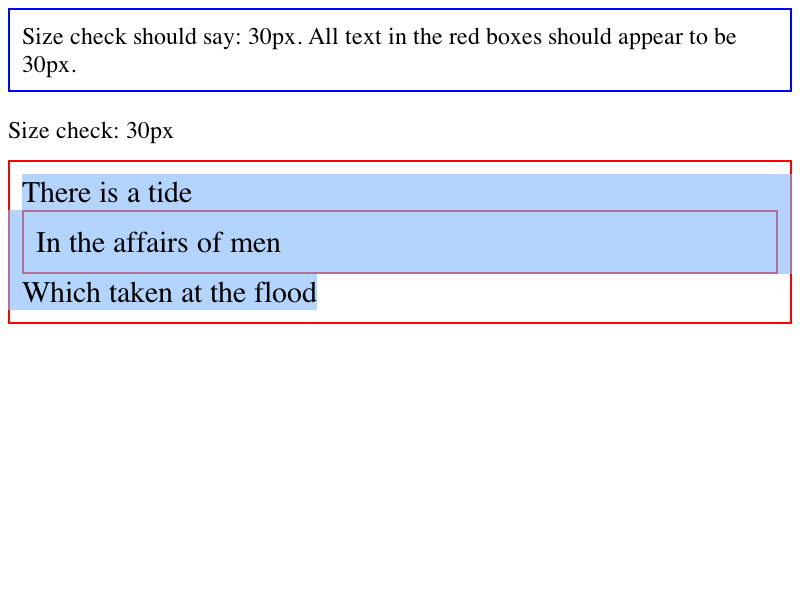 Size check should say: 30px. All text in the red boxes should appear to be
30px.
Size check: 30px
There is a tide
In the affairs of men
Which taken at the flood